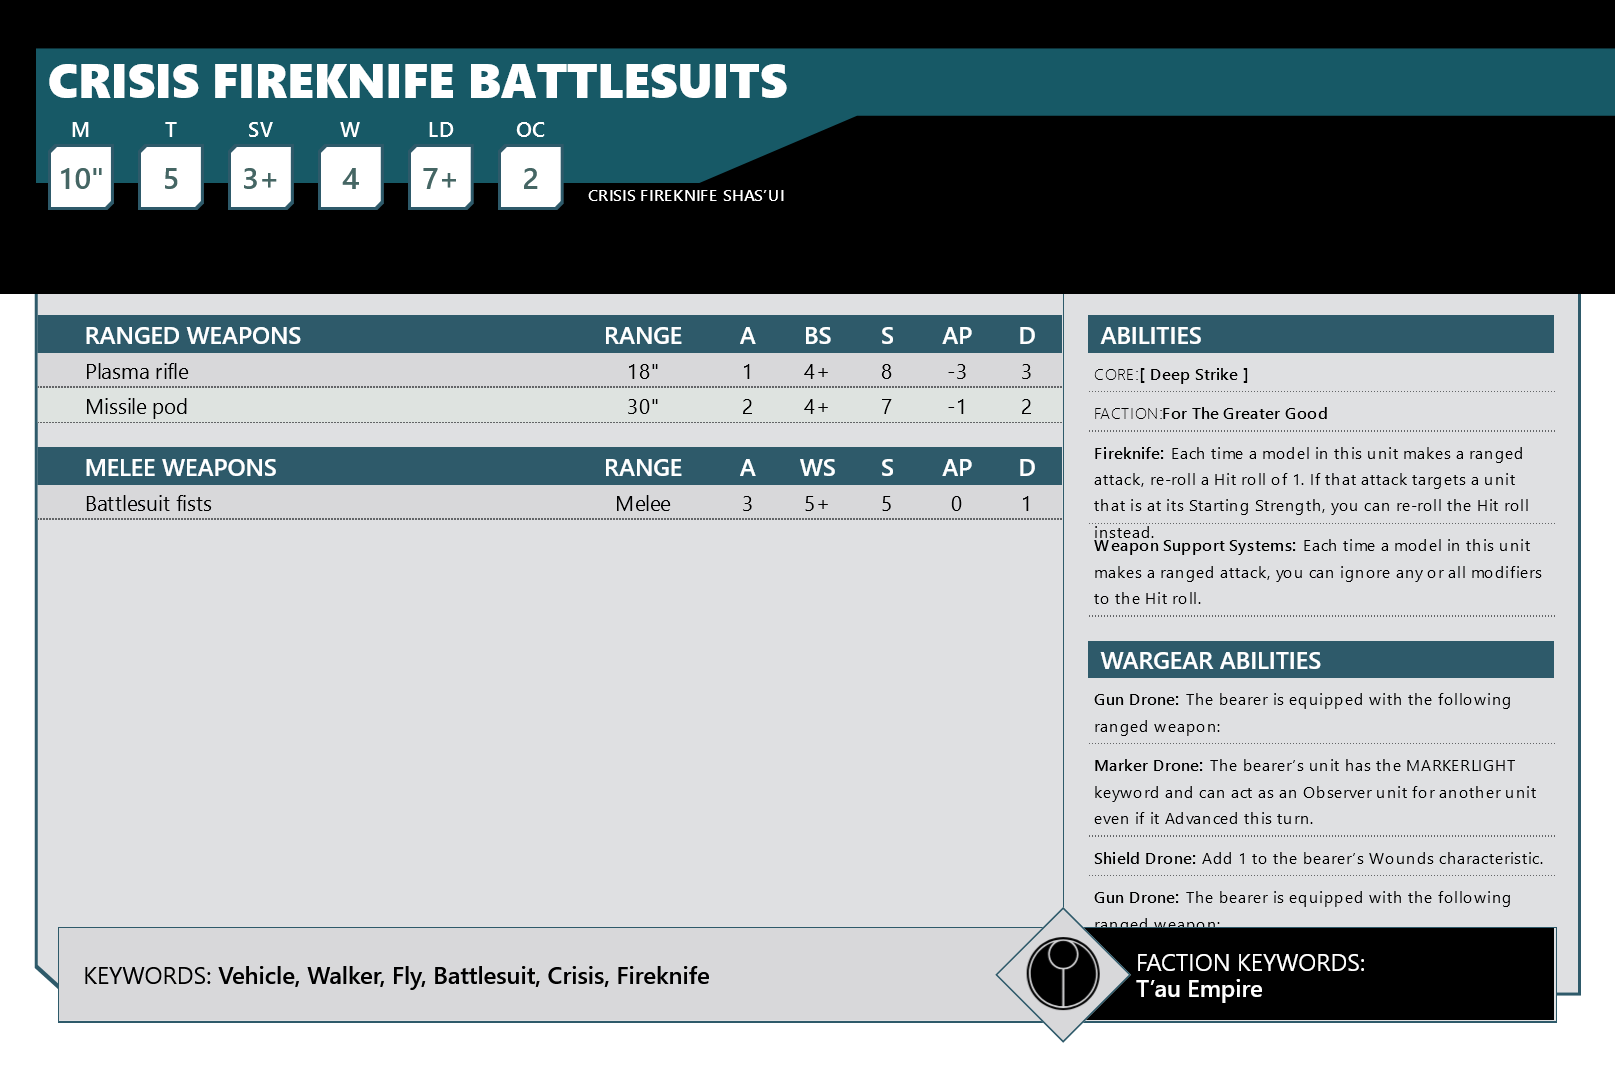 CRISIS FIREKNIFE BATTLESUITS
M T SV W LD OC
10" 5 3+ 4 7+ 2
CRISIS FIREKNIFE SHAS’UI
RANGED WEAPONS RANGE A BS S AP D
Plasma rifle 18" 1 4+ 8 -3 3
Missile pod 30" 2 4+ 7 -1 2
MELEE WEAPONS RANGE A WS S AP D
Battlesuit fists Melee 3 5+ 5 0 1
ABILITIES
CORE:[ Deep Strike ]
FACTION:For The Greater Good
Fireknife: Each time a model in this unit makes a ranged
attack, re-roll a Hit roll of 1. If that attack targets a unit
that is at its Starting Strength, you can re-roll the Hit roll
instead.
Weapon Support Systems: Each time a model in this unit
makes a ranged attack, you can ignore any or all modifiers
to the Hit roll.
WARGEAR ABILITIES
Gun Drone: The bearer is equipped with the following
ranged weapon:
Marker Drone: The bearer’s unit has the MARKERLIGHT
keyword and can act as an Observer unit for another unit
even if it Advanced this turn.
Shield Drone: Add 1 to the bearer’s Wounds characteristic.
Gun Drone: The bearer is equipped with the following
ranged weapon:
KEYWORDS: Vehicle, Walker, Fly, Battlesuit, Crisis, Fireknife
FACTION KEYWORDS:
T’au Empire